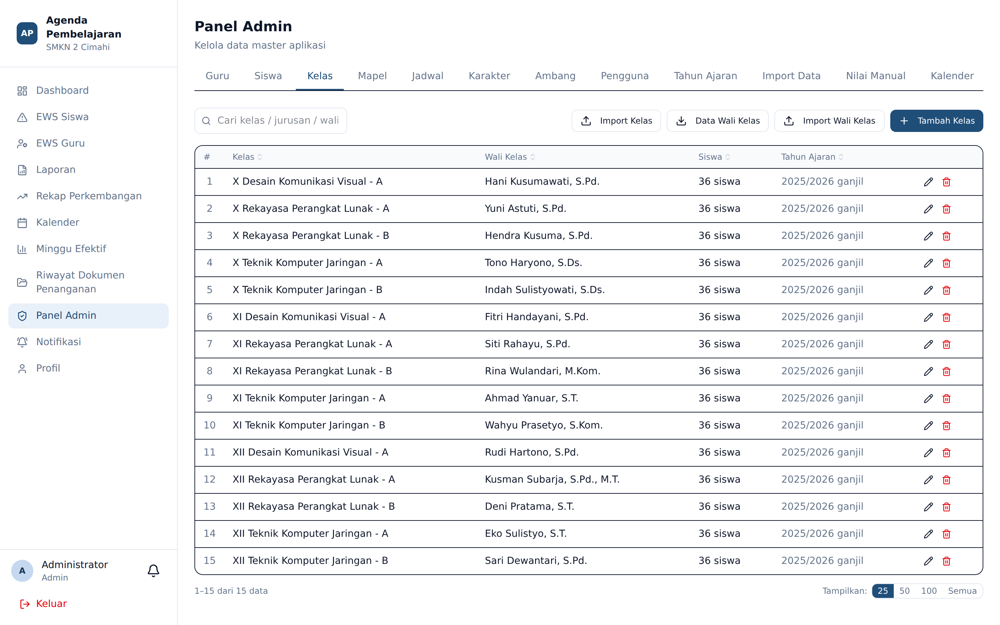 AP
Agenda
Pembelajaran
SMKN 2 Cimahi
Dashboard
EWS Siswa
EWS Guru
Laporan
Rekap Perkembangan
Kalender
Minggu Efektif
Riwayat Dokumen
Penanganan
Panel Admin
Notifikasi
Profil
A
Administrator
Admin
Keluar
Panel Admin
Kelola data master aplikasi
Guru Siswa Kelas Mapel Jadwal Karakter Ambang Pengguna Tahun Ajaran Import Data Nilai Manual Kalender
Cari kelas / jurusan / wali Import Kelas Data Wali Kelas Import Wali Kelas Tambah Kelas
# Kelas Wali Kelas Siswa Tahun Ajaran
1 X Desain Komunikasi Visual - A Hani Kusumawati, S.Pd. 36 siswa 2025/2026 ganjil
2 X Rekayasa Perangkat Lunak - A Yuni Astuti, S.Pd. 36 siswa 2025/2026 ganjil
3 X Rekayasa Perangkat Lunak - B Hendra Kusuma, S.Pd. 36 siswa 2025/2026 ganjil
4 X Teknik Komputer Jaringan - A Tono Haryono, S.Ds. 36 siswa 2025/2026 ganjil
5 X Teknik Komputer Jaringan - B Indah Sulistyowati, S.Ds. 36 siswa 2025/2026 ganjil
6 XI Desain Komunikasi Visual - A Fitri Handayani, S.Pd. 36 siswa 2025/2026 ganjil
7 XI Rekayasa Perangkat Lunak - A Siti Rahayu, S.Pd. 36 siswa 2025/2026 ganjil
8 XI Rekayasa Perangkat Lunak - B Rina Wulandari, M.Kom. 36 siswa 2025/2026 ganjil
9 XI Teknik Komputer Jaringan - A Ahmad Yanuar, S.T. 36 siswa 2025/2026 ganjil
10 XI Teknik Komputer Jaringan - B Wahyu Prasetyo, S.Kom. 36 siswa 2025/2026 ganjil
11 XII Desain Komunikasi Visual - A Rudi Hartono, S.Pd. 36 siswa 2025/2026 ganjil
12 XII Rekayasa Perangkat Lunak - A Kusman Subarja, S.Pd., M.T. 36 siswa 2025/2026 ganjil
13 XII Rekayasa Perangkat Lunak - B Deni Pratama, S.T. 36 siswa 2025/2026 ganjil
14 XII Teknik Komputer Jaringan - A Eko Sulistyo, S.T. 36 siswa 2025/2026 ganjil
15 XII Teknik Komputer Jaringan - B Sari Dewantari, S.Pd. 36 siswa 2025/2026 ganjil
1–15 dari 15 data Tampilkan: 25 50 100 Semua